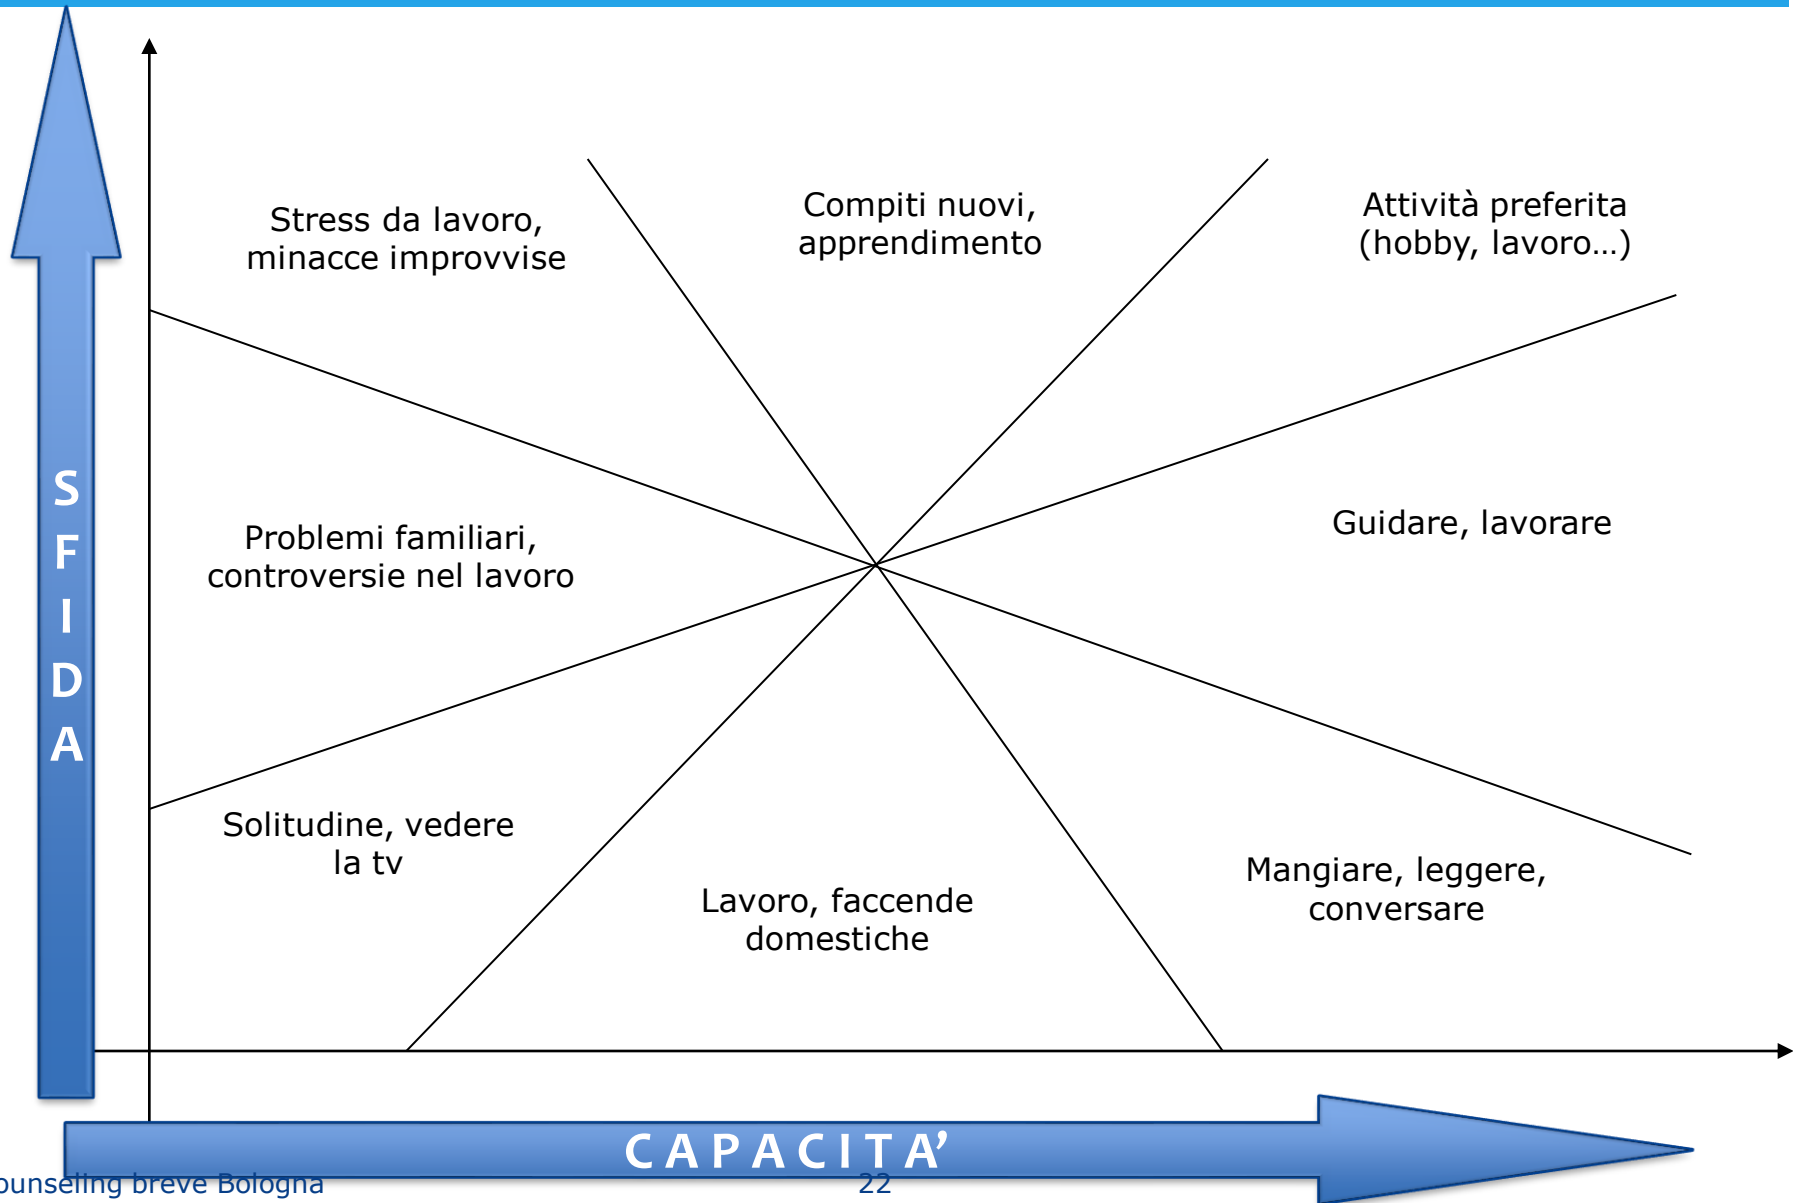 Stress da lavoro,
minacce improvvise
Compiti nuovi,
apprendimento
Attività preferita
(hobby, lavoro…)
Problemi familiari,
controversie nel lavoro
Guidare, lavorare
Solitudine, vedere
la tv
Lavoro, faccende
domestiche
Mangiare, leggere,
conversare
S
F
I
D
A
CAPACITA’
ounseling breve Bologna
22